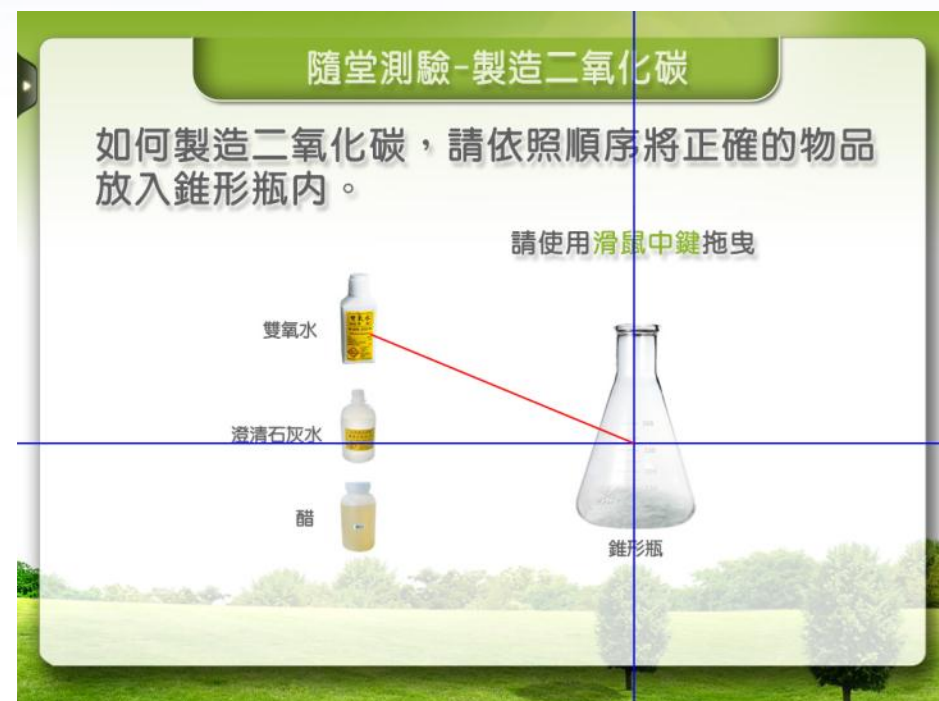 隨堂測驗-製造二氧化碳
如何製造二氧化碳，請依照順序將正確的物品
放入錐形瓶內。
請使用滑鼠中鍵拖曳
雙氧水
澄清石灰水
醋
錐形瓶